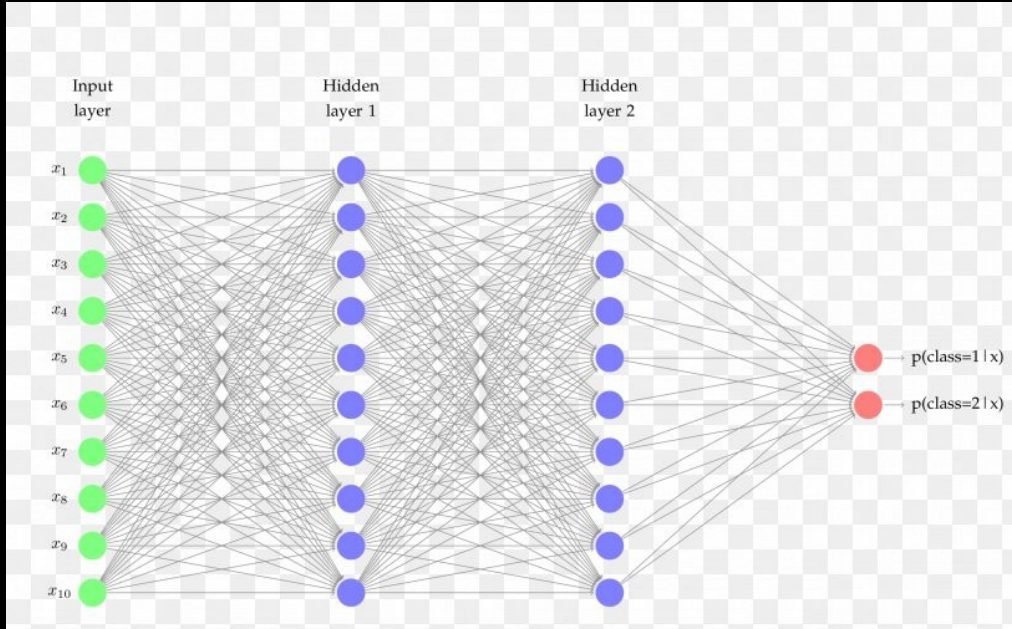 Input
layer
Hidden
layer 1
Hidden
layer 2
x₁
x₂
x₃
x₄
x₅
p(class=1|x)
x₆
p(class=2|x)
x₇
x₈
x₉
x₁₀